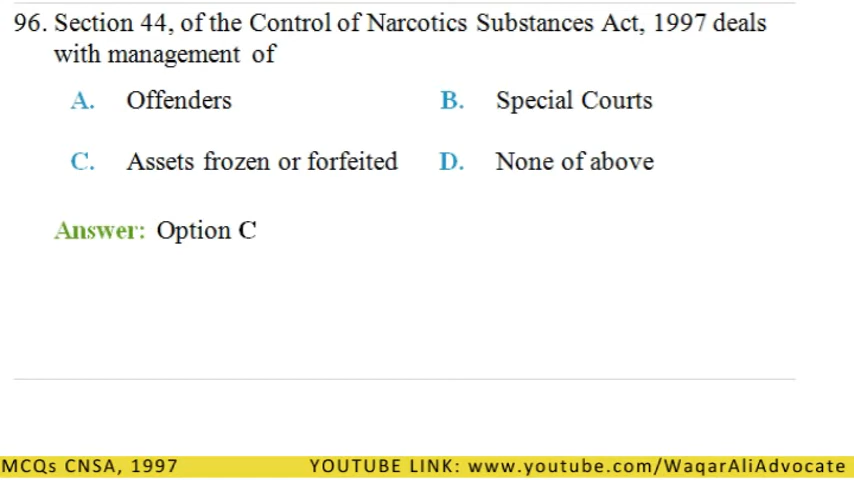 96. Section 44, of the Control of Narcotics Substances Act, 1997 deals
with management of
A. Offenders B. Special Courts
C. Assets frozen or forfeited D. None of above
Answer: Option C
MCQs CNSA, 1997 YOUTUBE LINK: www.youtube.com/WaqarAliAdvocate